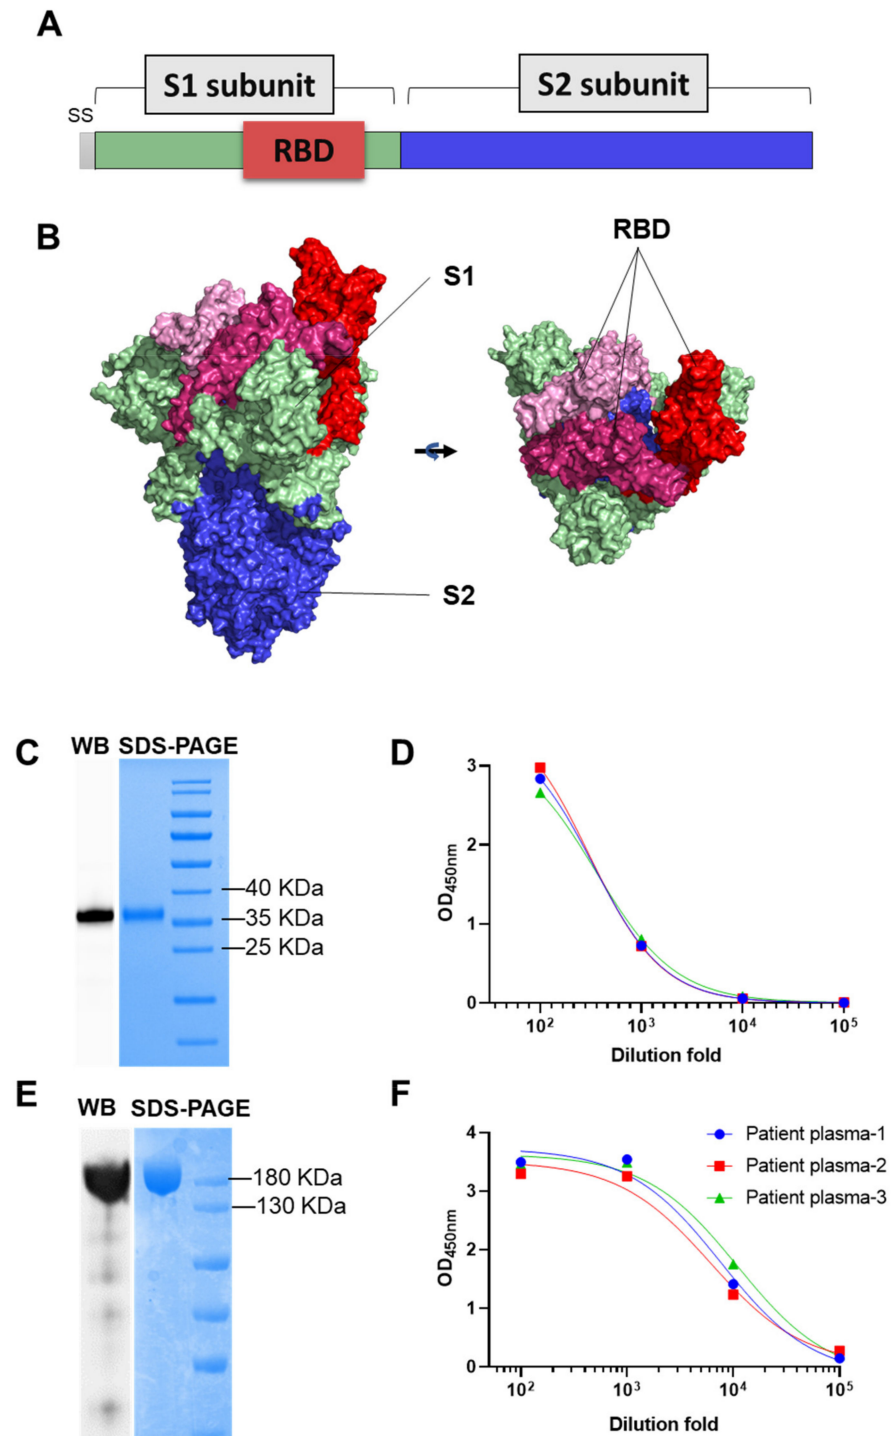 A
S1 subunit
S2 subunit
SS
RBD
B
RBD
S1
S2
C
WB SDS-PAGE
40 KDa
35 KDa
25 KDa
D
3
2
1
0
OD450nm
10² 10³ 10⁴ 10⁵
Dilution fold
E
WB SDS-PAGE
180 KDa
130 KDa
F
4
3
2
1
0
OD450nm
Patient plasma-1
Patient plasma-2
Patient plasma-3
10² 10³ 10⁴ 10⁵
Dilution fold